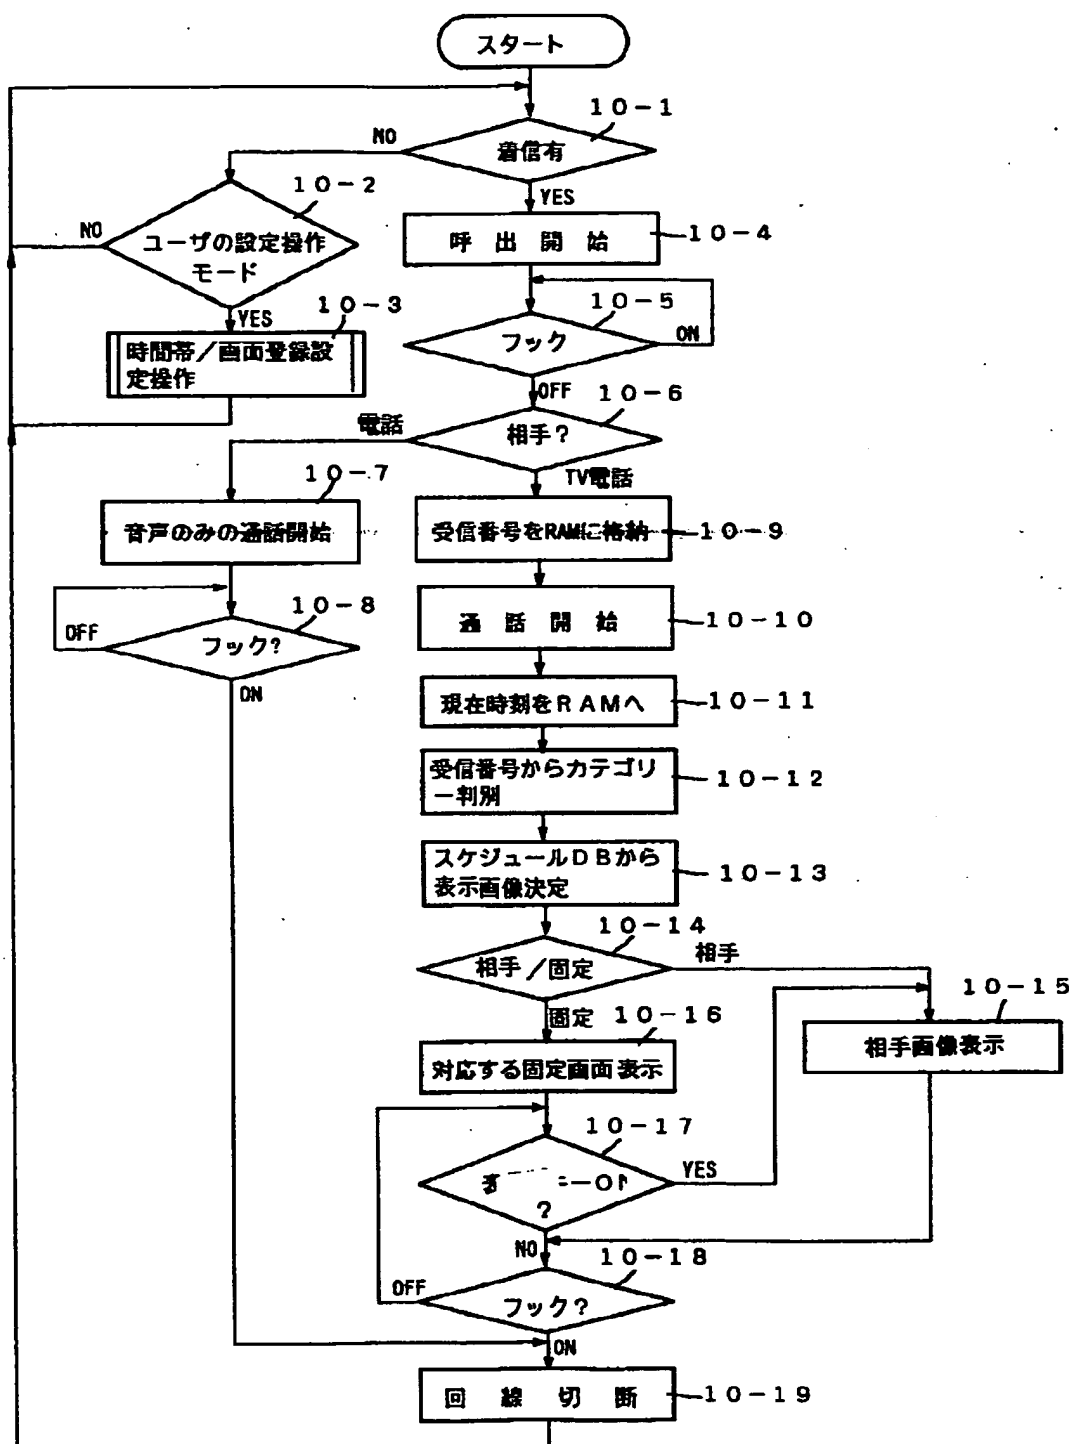 スタート
10-1
NO
着信有
YES
10-2
NO
ユーザの設定操作
モード
YES
呼出開始
10-4
10-3
時間帯/画面登録設
定操作
10-5
フック
ON
OFF
10-6
電話
相手?
TV電話
10-7
音声のみの通話開始
受信番号をRAMに格納
10-9
10-8
OFF
フック?
ON
通話開始
10-10
現在時刻をRAMへ
10-11
受信番号からカテゴリ
ー判別
10-12
スケジュールDBから
表示画像決定
10-13
10-14
相手/固定
相手
固定
10-15
相手画像表示
10-16
対応する固定画面表示
10-17
?
YES
NO
10-18
OFF
フック?
ON
回線切断
10-19